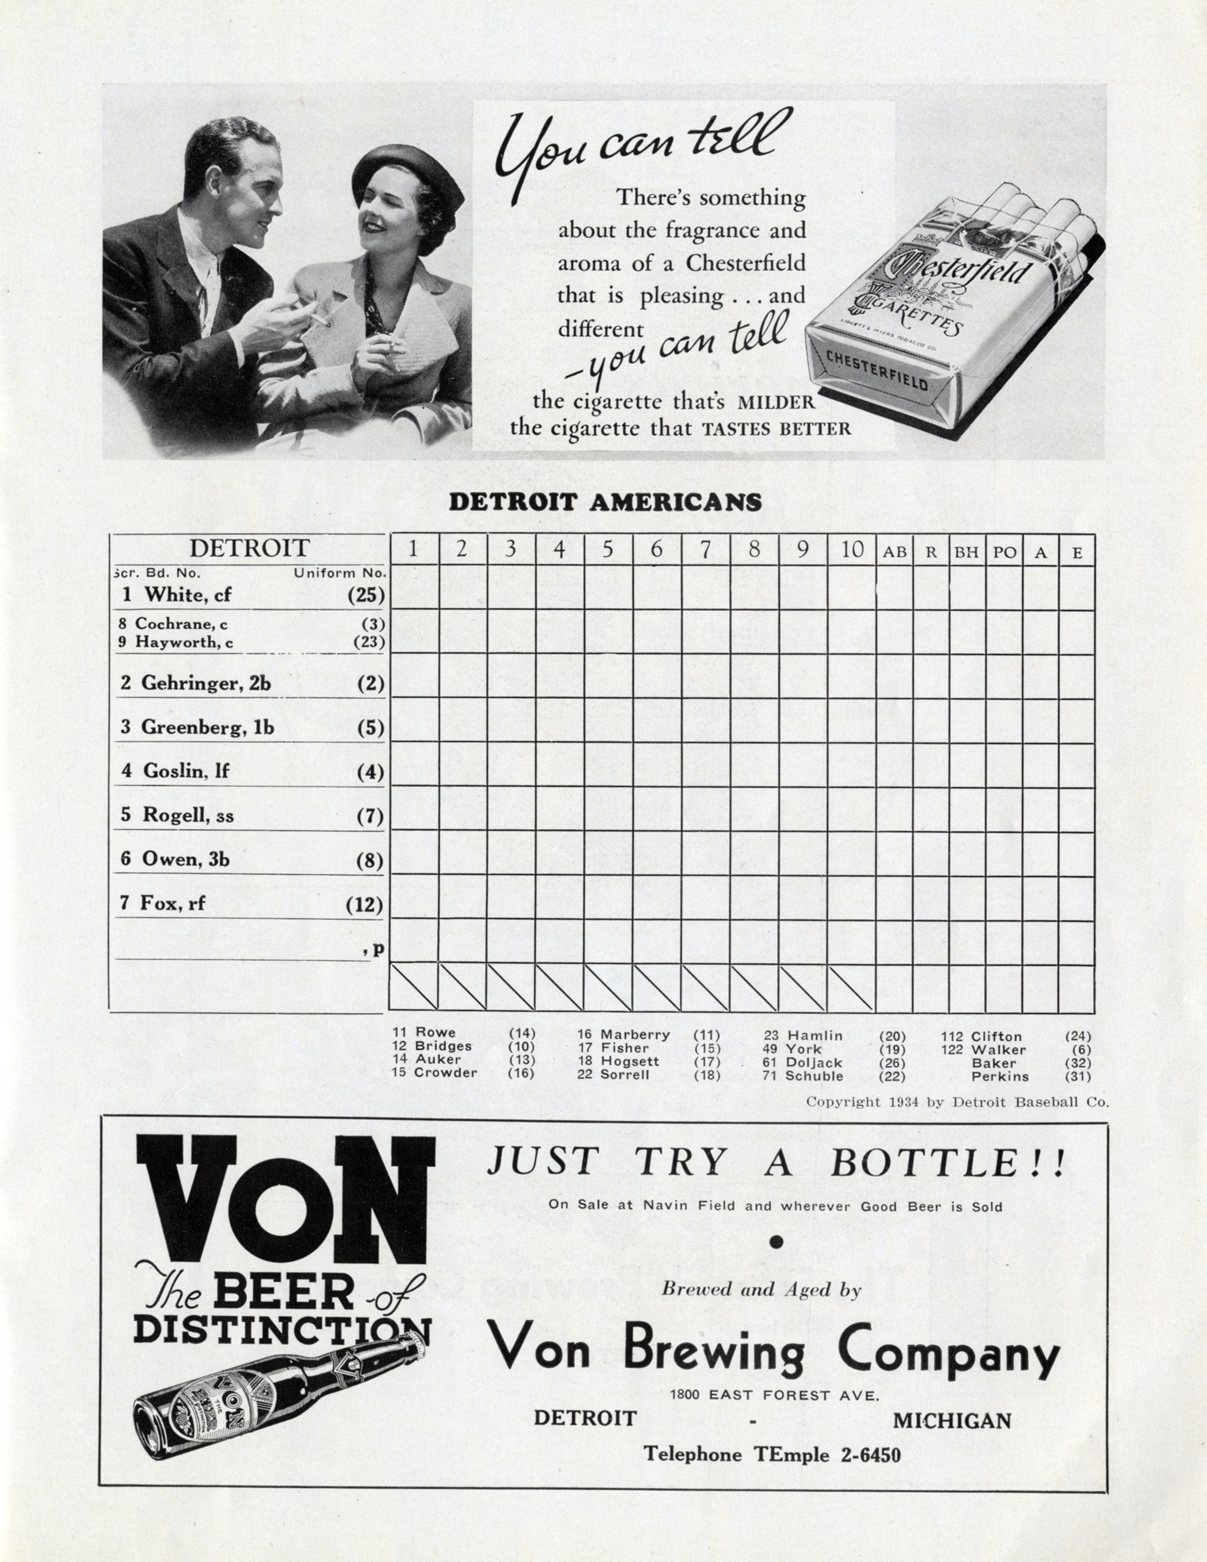 You can tell
There's something
about the fragrance and
aroma of a Chesterfield
that is pleasing . . . and
different
—you can tell
the cigarette that's MILDER
the cigarette that TASTES BETTER
Chesterfield
CIGARETTES
LIGGETT & MYERS TOBACCO CO.
CHESTERFIELD
DETROIT AMERICANS
DETROIT 1 2 3 4 5 6 7 8 9 10 AB R BH PO A E
Scr. Bd. No. Uniform No.
1 White, cf (25)
8 Cochrane, c (3)
9 Hayworth, c (23)
2 Gehringer, 2b (2)
3 Greenberg, 1b (5)
4 Goslin, lf (4)
5 Rogell, ss (7)
6 Owen, 3b (8)
7 Fox, rf (12)
, p
11 Rowe (14) 16 Marberry (11) 23 Hamlin (20) 112 Clifton (24)
12 Bridges (10) 17 Fisher (15) 49 York (19) 122 Walker (6)
14 Auker (13) 18 Hogsett (17) 61 Doljack (26) Baker (32)
15 Crowder (16) 22 Sorrell (18) 71 Schuble (22) Perkins (31)
Copyright 1934 by Detroit Baseball Co.
VON
The BEER of
DISTINCTION
VON
THE
BEER
JUST TRY A BOTTLE!!
On Sale at Navin Field and wherever Good Beer is Sold
Brewed and Aged by
Von Brewing Company
1800 EAST FOREST AVE.
DETROIT - MICHIGAN
Telephone TEmple 2-6450